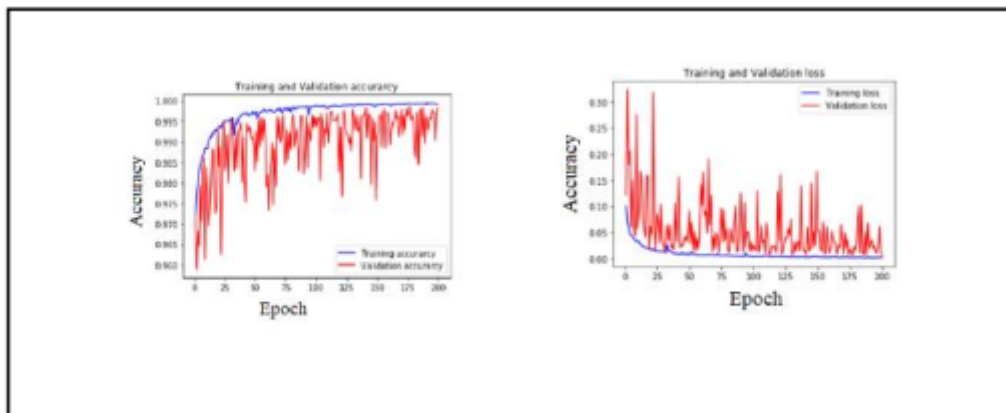 Training and Validation accurarcy
1.000
0.995
0.990
0.985
0.980
0.975
0.970
0.965
0.960
Accuracy
Training accurarcy
Validation accurarcy
0 25 50 75 100 125 150 175 200
Epoch
Training and Validation loss
0.30
0.25
0.20
0.15
0.10
0.05
0.00
Accuracy
Training loss
Validation loss
0 25 50 75 100 125 150 175 200
Epoch